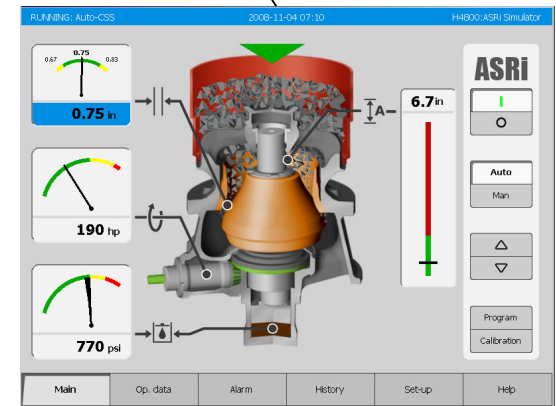 RUNNING: Auto-CSS 2008-11-04 07:10 H4800:ASRi Simulator
0.67 0.75 0.83
0.75 in
190 hp
770 psi
A
6.7in
ASRi
I
O
Auto
Man
Program
Calibration
Main Op. data Alarm History Set-up Help